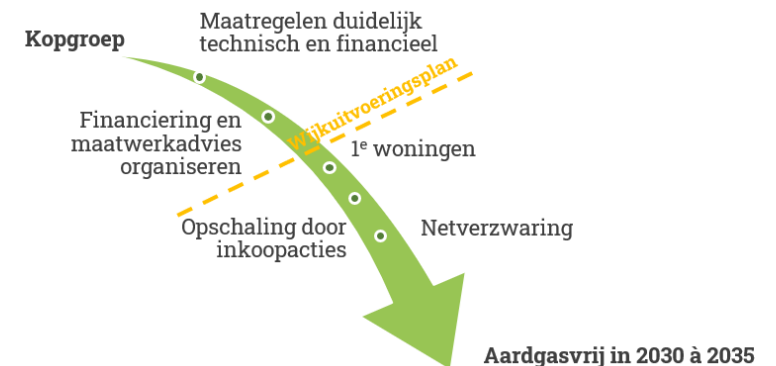 Kopgroep
Maatregelen duidelijk
technisch en financieel
Wijkuitvoeringsplan
Financiering en
maatwerkadvies
organiseren
1ᵉ woningen
Opschaling door
inkoopacties
Netverzwaring
Aardgasvrij in 2030 à 2035